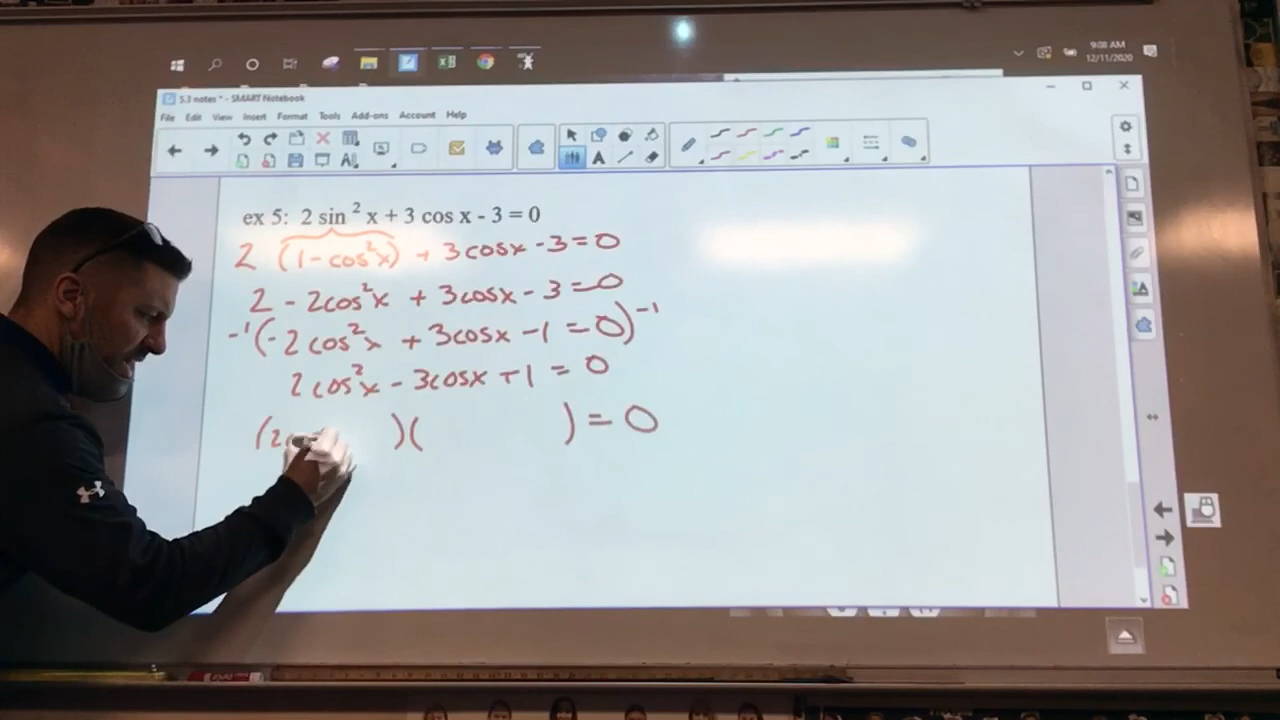 9:08 AM
12/11/2020
5.3 notes * - SMART Notebook
File Edit View Insert Format Tools Add-ons Account Help
ex 5: 2 sin² x + 3 cos x - 3 = 0
2 (1 - cos²x) + 3cosx - 3 = 0
2 - 2cos²x + 3cosx - 3 = 0
-1(-2cos²x + 3cosx - 1 = 0)-1
2cos²x - 3cosx + 1 = 0
(2 )( ) = 0